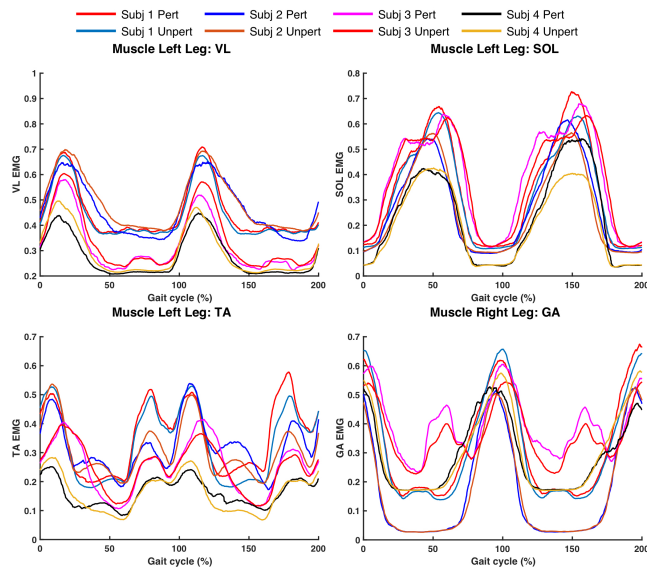 Subj 1 Pert Subj 2 Pert Subj 3 Pert Subj 4 Pert
Subj 1 Unpert Subj 2 Unpert Subj 3 Unpert Subj 4 Unpert
Muscle Left Leg: VL
1
0.9
0.8
0.7
0.6
0.5
0.4
0.3
0.2
VL EMG
0 50 100 150 200
Gait cycle (%)
Muscle Left Leg: SOL
0.8
0.7
0.6
0.5
0.4
0.3
0.2
0.1
0
SOL EMG
0 50 100 150 200
Gait cycle (%)
Muscle Left Leg: TA
0.7
0.6
0.5
0.4
0.3
0.2
0.1
0
TA EMG
0 50 100 150 200
Gait cycle (%)
Muscle Right Leg: GA
0.7
0.6
0.5
0.4
0.3
0.2
0.1
0
GA EMG
0 50 100 150 200
Gait cycle (%)